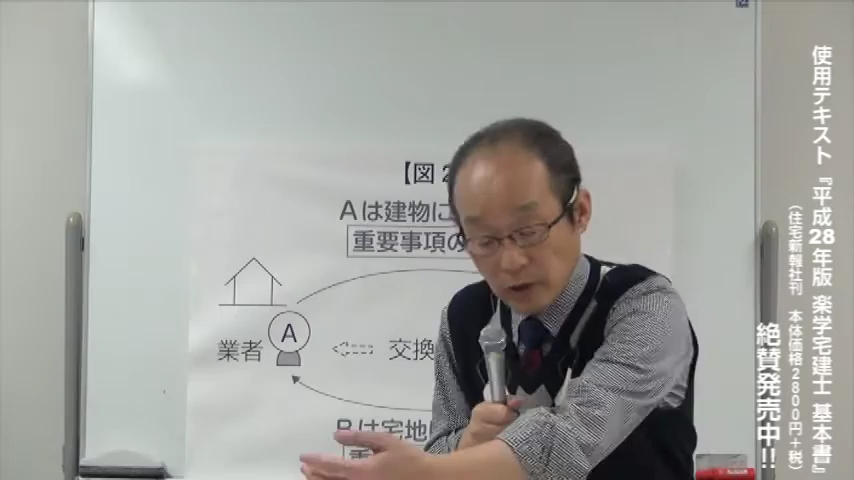 【図2
Aは建物に
重要事項の
A
業者
交換
Bは宅地
使用テキスト『平成28年版 楽学宅建士 基本書』
(住宅新報社刊 本体価格2800円+税)
絶賛発売中!!